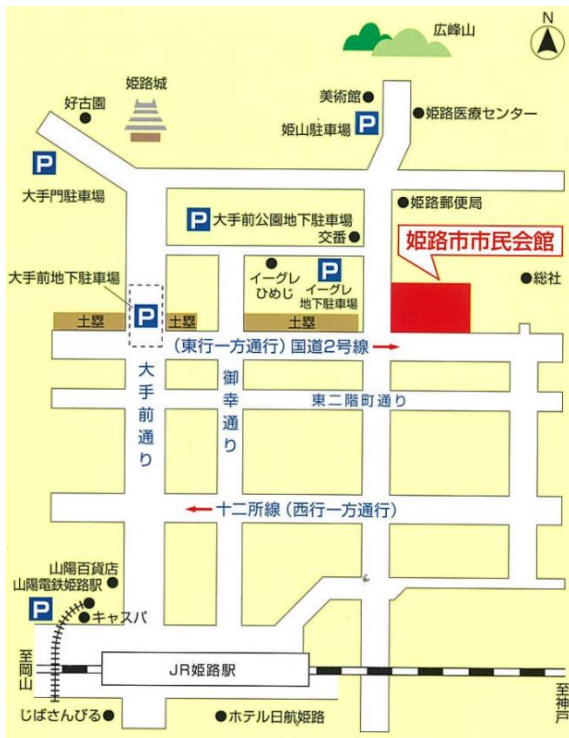 広峰山
N
姫路城
好古園
美術館
P
姫路医療センター
姫山駐車場
P
大手門駐車場
姫路郵便局
P
大手前公園地下駐車場
交番
姫路市市民会館
大手前地下駐車場
イーグレ
ひめじ
P
イーグレ
地下駐車場
総社
P
土塁
土塁
土塁
(東行一方通行) 国道2号線
大手前通り
御幸通り
東二階町通り
十二所線 (西行一方通行)
山陽百貨店
山陽電鉄姫路駅
P
キャスパ
至岡山
JR姫路駅
至神戸
じばさんびる
ホテル日航姫路